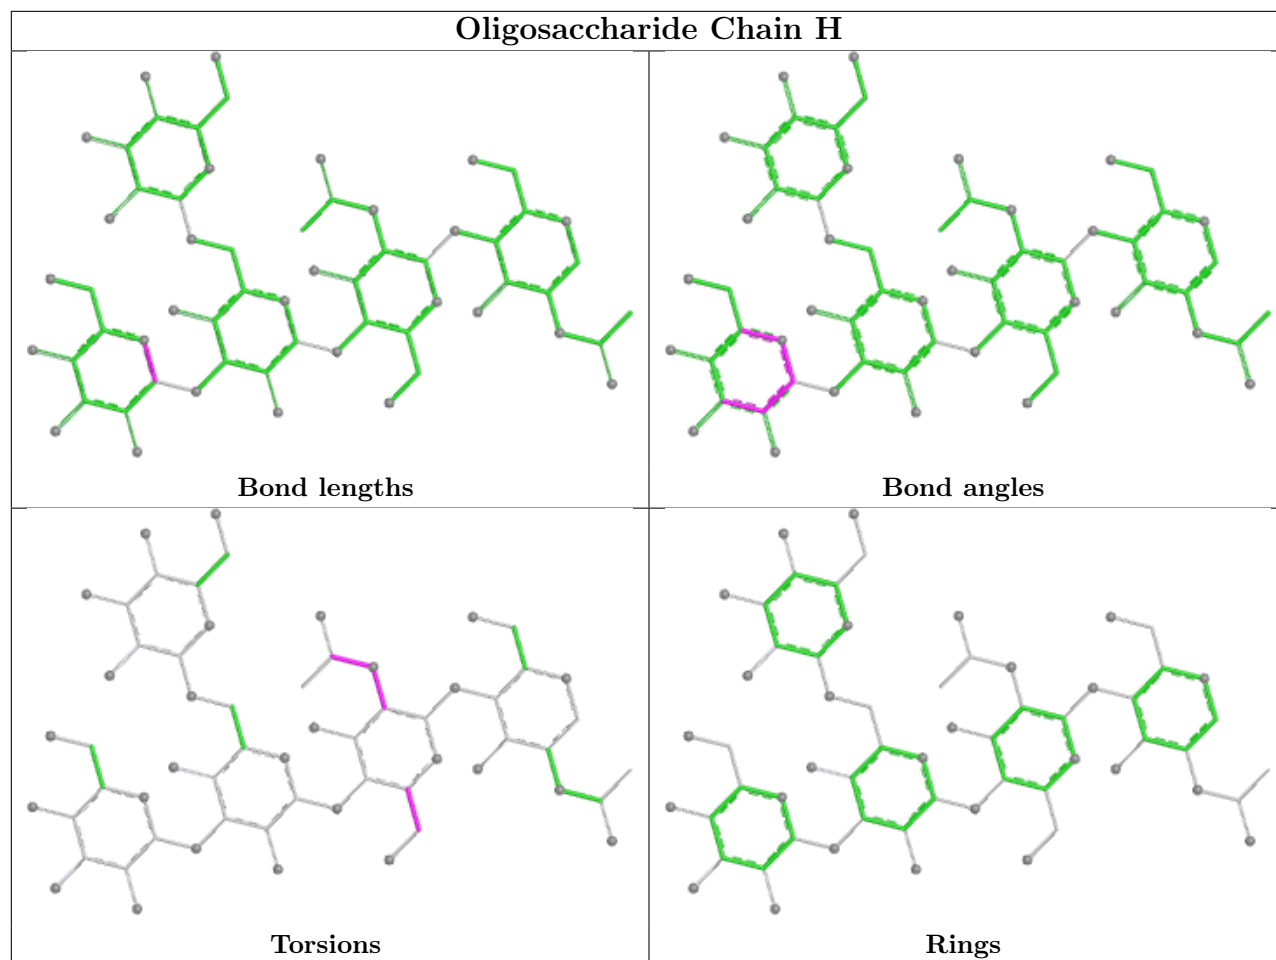 Oligosaccharide Chain H
Bond lengths
Bond angles
Torsions
Rings